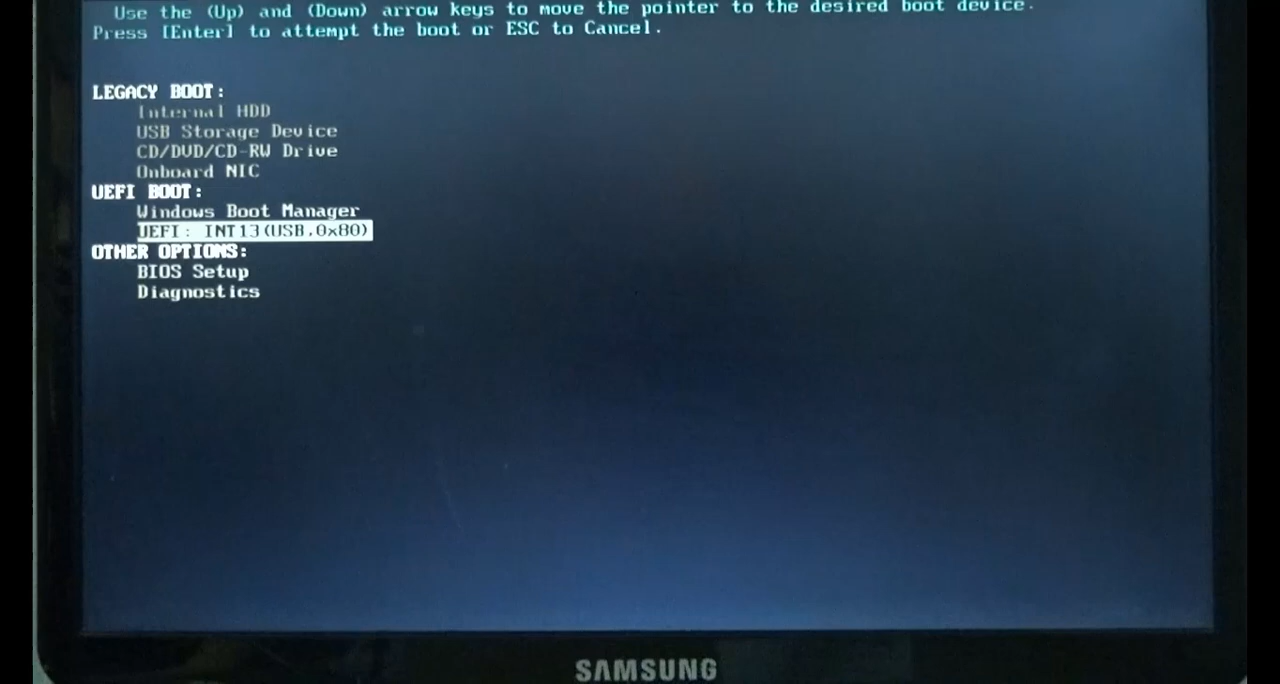 Use the (Up) and (Down) arrow keys to move the pointer to the desired boot device.
Press [Enter] to attempt the boot or ESC to Cancel.
LEGACY BOOT:
Internal HDD
USB Storage Device
CD/DVD/CD-RW Drive
Onboard NIC
UEFI BOOT:
Windows Boot Manager
UEFI: INT13(USB,0x80)
OTHER OPTIONS:
BIOS Setup
Diagnostics
SAMSUNG